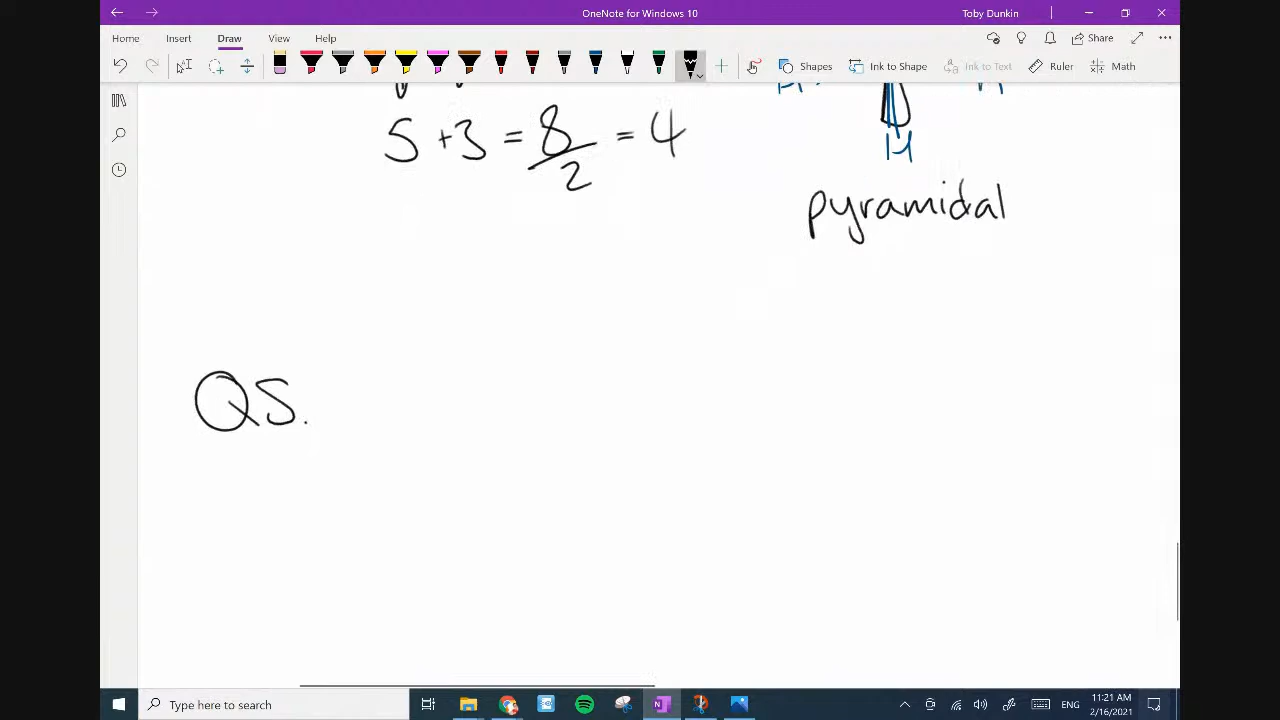 OneNote for Windows 10
Toby Dunkin
Home Insert Draw View Help
Share
Shapes Ink to Shape Ink to Text Ruler Math
5 + 3 = 8/2 = 4
H
pyramidal
QS.
Type here to search
ENG
11:21 AM
2/16/2021